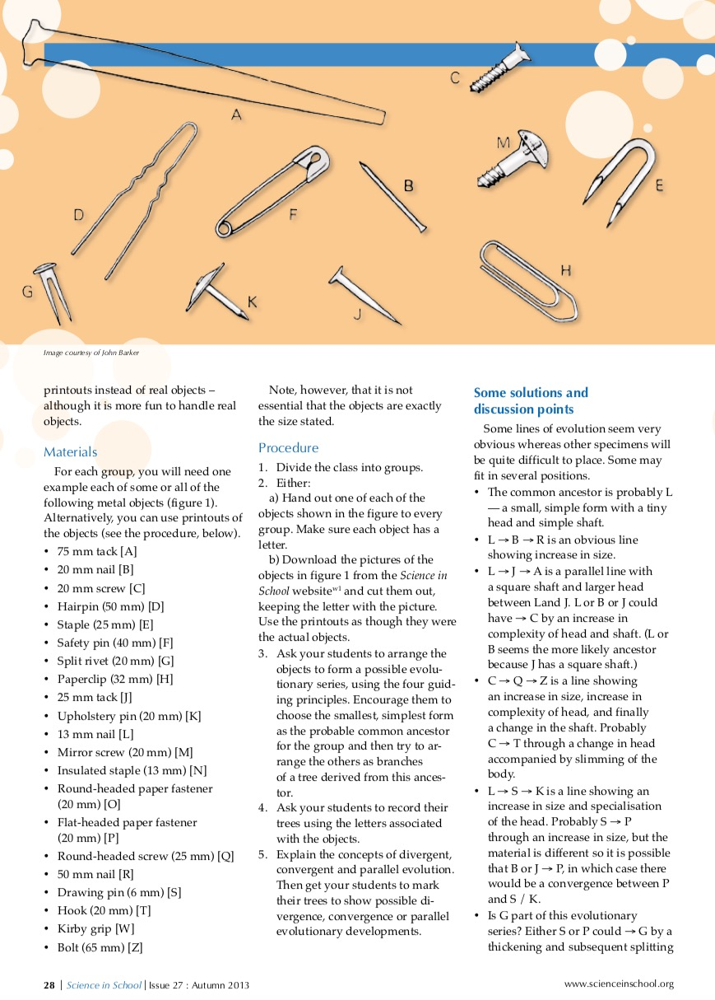 A
C
M
B
E
D
F
H
G
K
J
Image courtesy of John Barker
printouts instead of real objects –
although it is more fun to handle real
objects.
Materials
For each group, you will need one
example each of some or all of the
following metal objects (figure 1).
Alternatively, you can use printouts of
the objects (see the procedure, below).
• 75 mm tack [A]
• 20 mm nail [B]
• 20 mm screw [C]
• Hairpin (50 mm) [D]
• Staple (25 mm) [E]
• Safety pin (40 mm) [F]
• Split rivet (20 mm) [G]
• Paperclip (32 mm) [H]
• 25 mm tack [J]
• Upholstery pin (20 mm) [K]
• 13 mm nail [L]
• Mirror screw (20 mm) [M]
• Insulated staple (13 mm) [N]
• Round-headed paper fastener
(20 mm) [O]
• Flat-headed paper fastener
(20 mm) [P]
• Round-headed screw (25 mm) [Q]
• 50 mm nail [R]
• Drawing pin (6 mm) [S]
• Hook (20 mm) [T]
• Kirby grip [W]
• Bolt (65 mm) [Z]
Note, however, that it is not
essential that the objects are exactly
the size stated.
Procedure
1. Divide the class into groups.
2. Either:
a) Hand out one of each of the
objects shown in the figure to every
group. Make sure each object has a
letter.
b) Download the pictures of the
objects in figure 1 from the Science in
School website w1 and cut them out,
keeping the letter with the picture.
Use the printouts as though they were
the actual objects.
3. Ask your students to arrange the
objects to form a possible evolu-
tionary series, using the four guid-
ing principles. Encourage them to
choose the smallest, simplest form
as the probable common ancestor
for the group and then try to ar-
range the others as branches
of a tree derived from this ances-
tor.
4. Ask your students to record their
trees using the letters associated
with the objects.
5. Explain the concepts of divergent,
convergent and parallel evolution.
Then get your students to mark
their trees to show possible di-
vergence, convergence or parallel
evolutionary developments.
Some solutions and
discussion points
Some lines of evolution seem very
obvious whereas other specimens will
be quite difficult to place. Some may
fit in several positions.
• The common ancestor is probably L
— a small, simple form with a tiny
head and simple shaft.
• L → B → R is an obvious line
showing increase in size.
• L → J → A is a parallel line with
a square shaft and larger head
between Land J. L or B or J could
have → C by an increase in
complexity of head and shaft. (L or
B seems the more likely ancestor
because J has a square shaft.)
• C → Q → Z is a line showing
an increase in size, increase in
complexity of head, and finally
a change in the shaft. Probably
C → T through a change in head
accompanied by slimming of the
body.
• L → S → K is a line showing an
increase in size and specialisation
of the head. Probably S → P
through an increase in size, but the
material is different so it is possible
that B or J → P, in which case there
would be a convergence between P
and S / K.
• Is G part of this evolutionary
series? Either S or P could → G by a
thickening and subsequent splitting
28 | Science in School | Issue 27 : Autumn 2013
www.scienceinschool.org